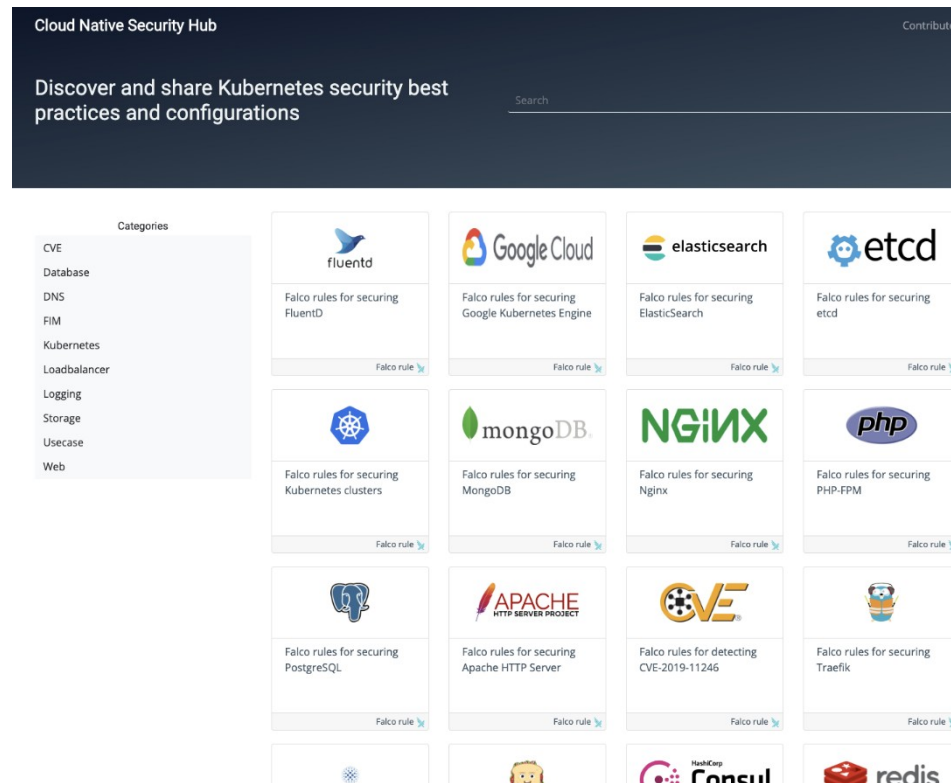 Cloud Native Security Hub
Contribute
Discover and share Kubernetes security best
practices and configurations
Search
Categories
CVE
Database
DNS
FIM
Kubernetes
Loadbalancer
Logging
Storage
Usecase
Web
fluentd
Falco rules for securing
FluentD
Falco rule
Google Cloud
Falco rules for securing
Google Kubernetes Engine
Falco rule
elasticsearch
Falco rules for securing
ElasticSearch
Falco rule
etcd
Falco rules for securing
etcd
Falco rule
Falco rules for securing
Kubernetes clusters
Falco rule
mongoDB.
Falco rules for securing
MongoDB
Falco rule
NGiNX
Falco rules for securing
Nginx
Falco rule
php
Falco rules for securing
PHP-FPM
Falco rule
Falco rules for securing
PostgreSQL
Falco rule
APACHE
HTTP SERVER PROJECT
Falco rules for securing
Apache HTTP Server
Falco rule
CVE
Falco rules for detecting
CVE-2019-11246
Falco rule
Falco rules for securing
Traefik
Falco rule
HashiCorp
Consul
redis